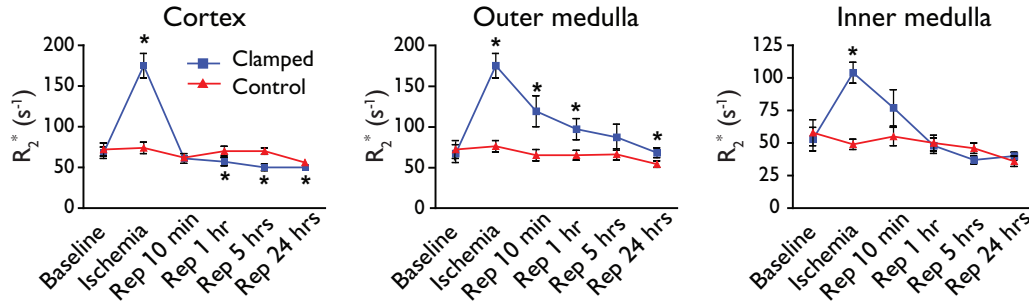 Cortex
R2* (s-1)
200
150
100
50
0
*
Clamped
Control
* * *
Baseline
Ischemia
Rep 10 min
Rep 1 hr
Rep 5 hrs
Rep 24 hrs
Outer medulla
R2* (s-1)
200
150
100
50
0
*
* *
*
Baseline
Ischemia
Rep 10 min
Rep 1 hr
Rep 5 hrs
Rep 24 hrs
Inner medulla
R2* (s-1)
125
100
75
50
25
0
*
Baseline
Ischemia
Rep 10 min
Rep 1 hr
Rep 5 hrs
Rep 24 hrs